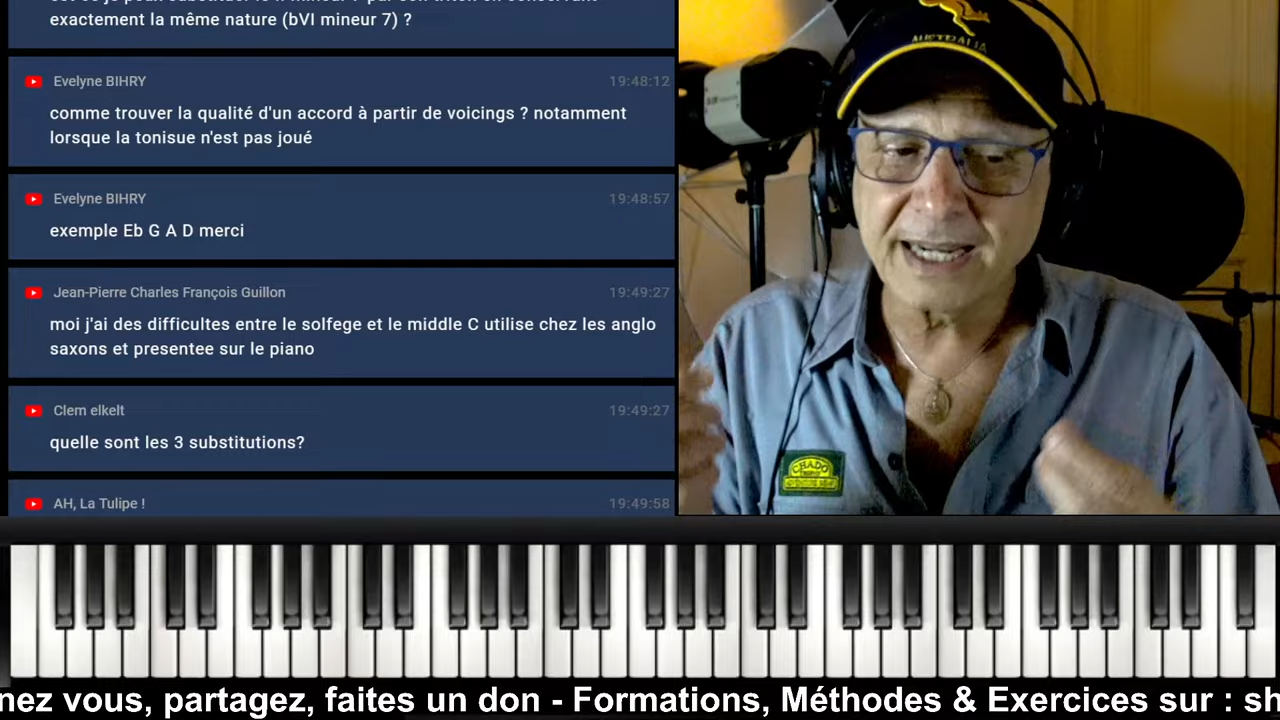 exactement la même nature (bVI mineur 7) ?
Evelyne BIHRY 19:48:12
comme trouver la qualité d'un accord à partir de voicings ? notamment
lorsque la tonisue n'est pas joué
Evelyne BIHRY 19:48:57
exemple Eb G A D merci
Jean-Pierre Charles François Guillon 19:49:27
moi j'ai des difficultes entre le solfege et le middle C utilise chez les anglo
saxons et presentee sur le piano
Clem elkelt 19:49:27
quelle sont les 3 substitutions?
AH, La Tulipe ! 19:49:58
AUSTRALIA
CHADO
nez vous, partagez, faites un don - Formations, Méthodes & Exercices sur : sh